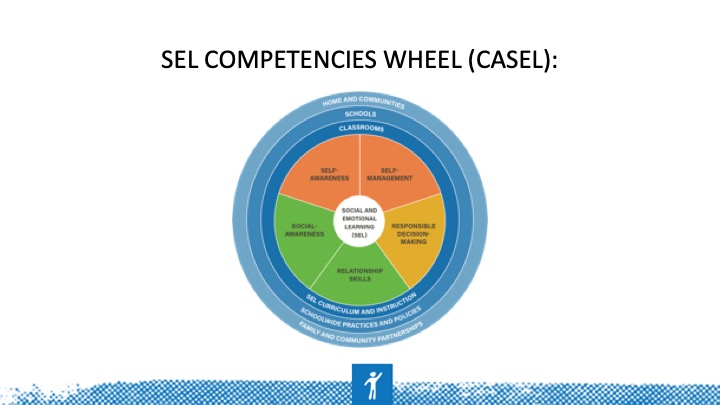 SEL COMPETENCIES WHEEL (CASEL):
HOME AND COMMUNITIES
SCHOOLS
CLASSROOMS
SELF-
AWARENESS
SELF-
MANAGEMENT
SOCIAL AND
EMOTIONAL
LEARNING
(SEL)
SOCIAL-
AWARENESS
RESPONSIBLE
DECISION-
MAKING
RELATIONSHIP
SKILLS
SEL CURRICULUM AND INSTRUCTION
SCHOOLWIDE PRACTICES AND POLICIES
FAMILY AND COMMUNITY PARTNERSHIPS